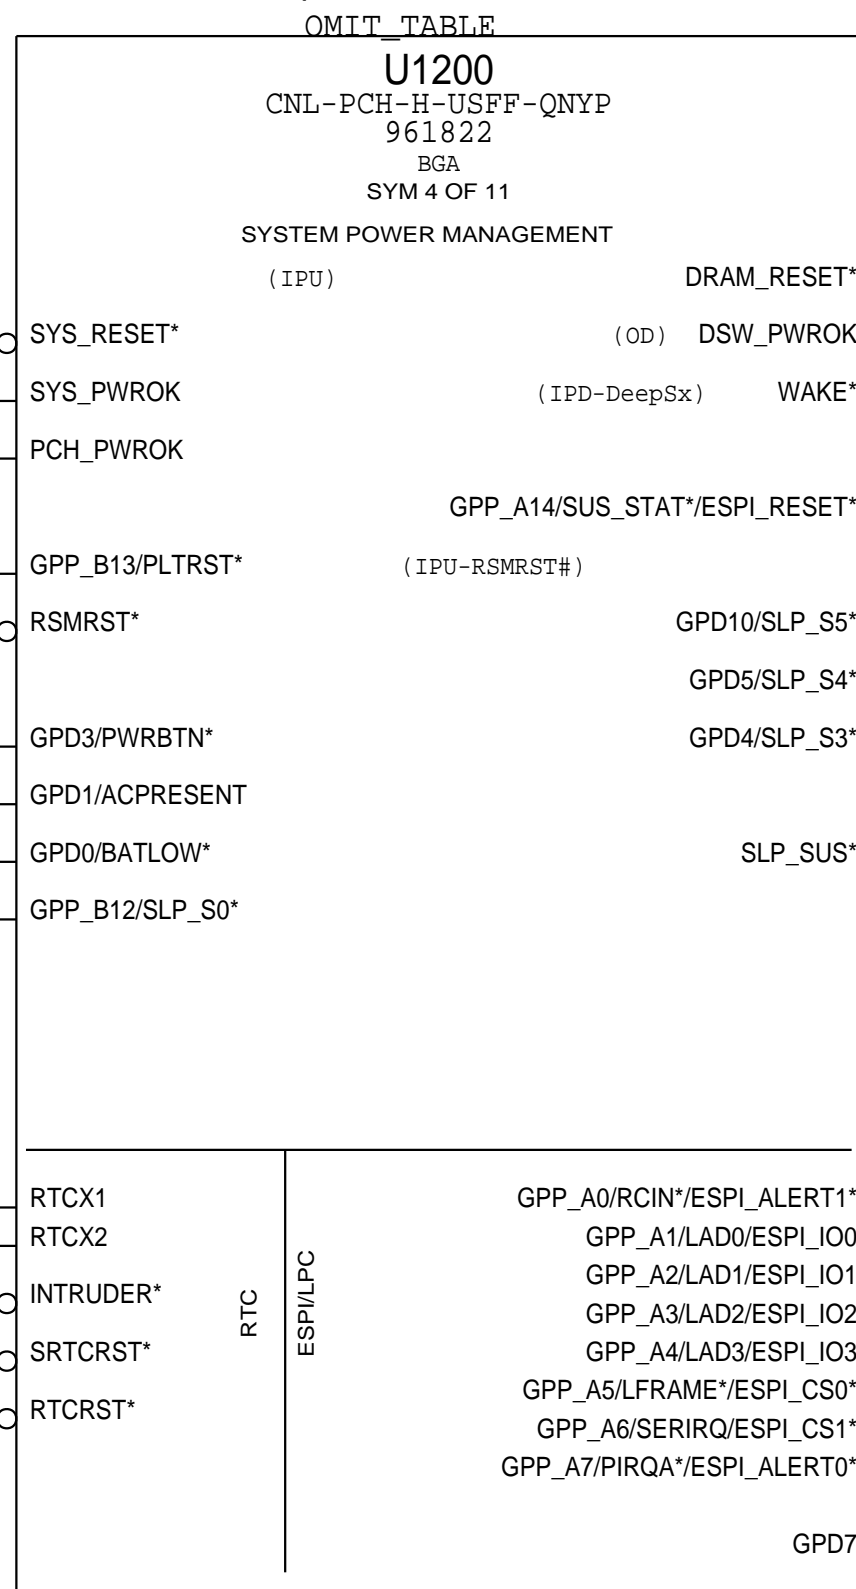 OMIT_TABLE
U1200
CNL-PCH-H-USFF-QNYP
961822
BGA
SYM 4 OF 11
SYSTEM POWER MANAGEMENT
(IPU) DRAM_RESET*
SYS_RESET* (OD) DSW_PWROK
SYS_PWROK (IPD-DeepSx) WAKE*
PCH_PWROK
GPP_A14/SUS_STAT*/ESPI_RESET*
GPP_B13/PLTRST* (IPU-RSMRST#)
RSMRST* GPD10/SLP_S5*
GPD5/SLP_S4*
GPD3/PWRBTN* GPD4/SLP_S3*
GPD1/ACPRESENT
GPD0/BATLOW* SLP_SUS*
GPP_B12/SLP_S0*
RTCX1 GPP_A0/RCIN*/ESPI_ALERT1*
RTCX2 GPP_A1/LAD0/ESPI_IO0
GPP_A2/LAD1/ESPI_IO1
INTRUDER* RTC ESPI/LPC GPP_A3/LAD2/ESPI_IO2
SRTCRST* GPP_A4/LAD3/ESPI_IO3
GPP_A5/LFRAME*/ESPI_CS0*
RTCRST* GPP_A6/SERIRQ/ESPI_CS1*
GPP_A7/PIRQA*/ESPI_ALERT0*
GPD7